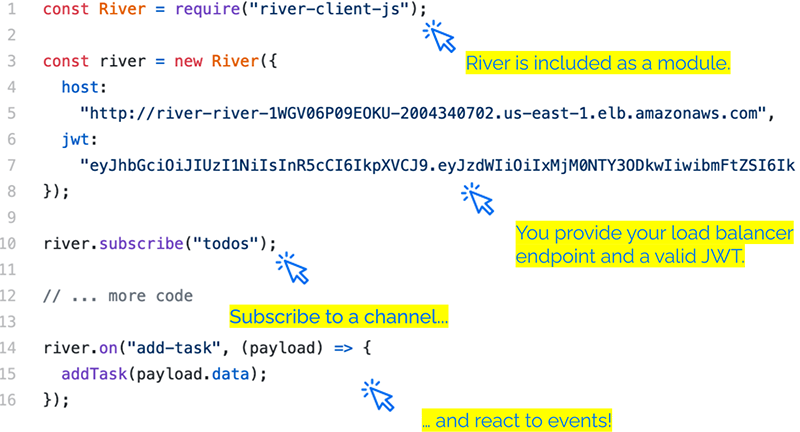 1 const River = require("river-client-js");
2
River is included as a module.
3 const river = new River({
4 host:
5 "http://river-river-1WGV06P09EOKU-2004340702.us-east-1.elb.amazonaws.com",
6 jwt:
7 "eyJhbGciOiJIUzI1NiIsInR5cCI6IkpXVCJ9.eyJzdWIiOiIxMjM0NTY3ODkwIiwibmFtZSI6Ik
8 });
9
You provide your load balancer
endpoint and a valid JWT.
10 river.subscribe("todos");
11
12 // ... more code
Subscribe to a channel...
13
14 river.on("add-task", (payload) => {
15 addTask(payload.data);
16 });
... and react to events!